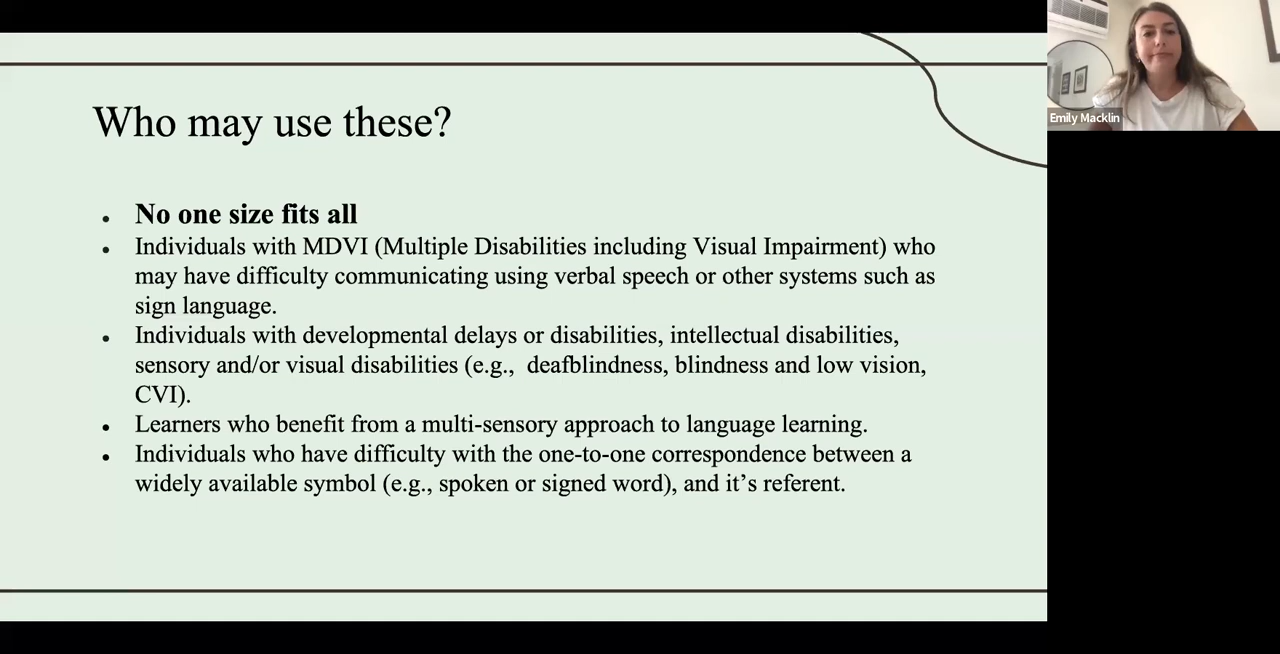 Who may use these?
No one size fits all
Individuals with MDVI (Multiple Disabilities including Visual Impairment) who
may have difficulty communicating using verbal speech or other systems such as
sign language.
Individuals with developmental delays or disabilities, intellectual disabilities,
sensory and/or visual disabilities (e.g., deafblindness, blindness and low vision,
CVI).
Learners who benefit from a multi-sensory approach to language learning.
Individuals who have difficulty with the one-to-one correspondence between a
widely available symbol (e.g., spoken or signed word), and it’s referent.
Emily Macklin